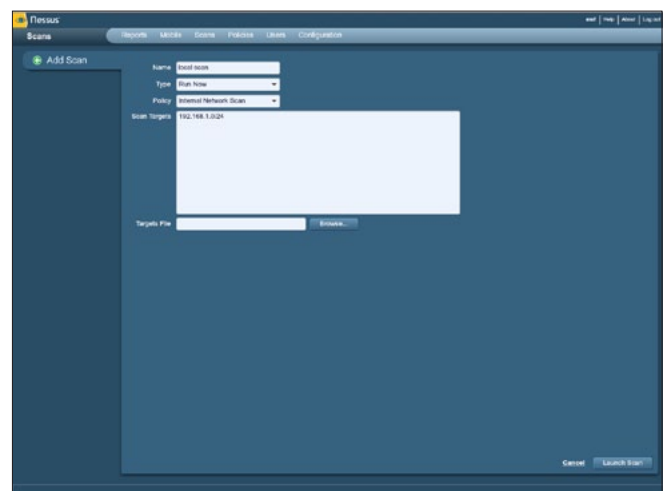 Nessus
root | Help | About | Log out
Scans
Reports Mobile Scans Policies Users Configuration
Add Scan
Name local scan
Type Run Now
Policy Internal Network Scan
Scan Targets 192.168.1.0/24
Targets File Browse...
Cancel Launch Scan